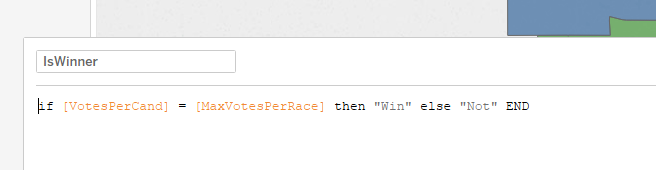 IsWinner
if [VotesPerCand] = [MaxVotesPerRace] then "Win" else "Not" END